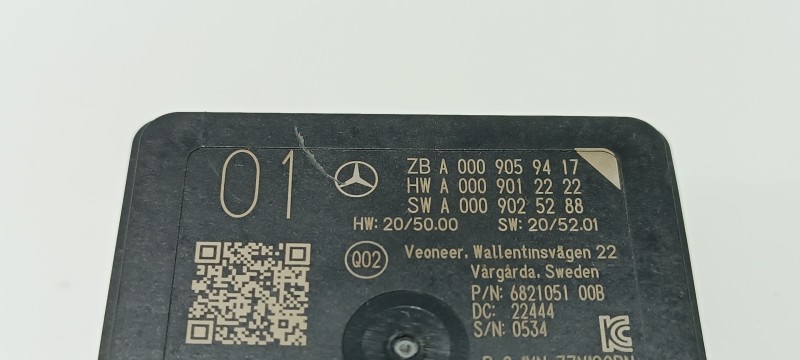 01
ZB A 000 905 94 17
HW A 000 901 22 22
SW A 000 902 52 88
HW: 20/50.00 SW: 20/52.01
Q02
Veoneer, Wallentinsvägen 22
Vårgårda, Sweden
P/N: 6821051 00B
DC: 22444
S/N: 0534